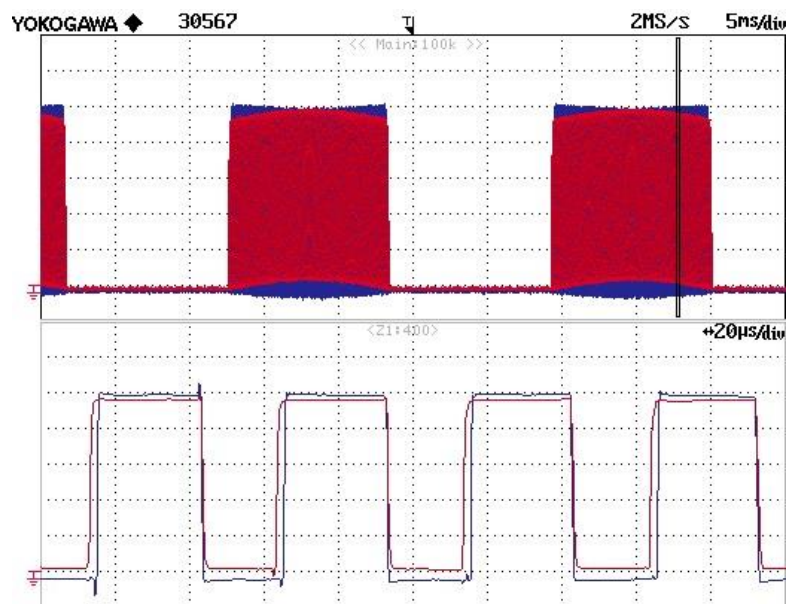 YOKOGAWA ◆ 30567 2MS/s 5ms/div
<< Main:100k >>
<Z1:400> ↔20μs/div